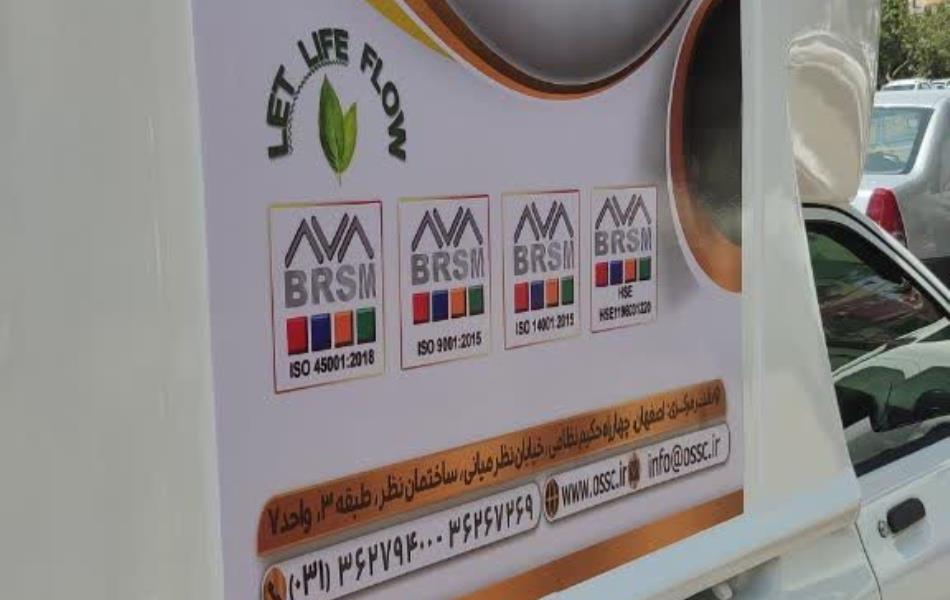 LET LIFE FLOW
AVA
BRSM
ISO 45001:2018
AVA
BRSM
ISO 9001:2015
AVA
BRSM
ISO 14001:2015
AVA
BRSM
HSE
دفتر مرکزی: اصفهان، چهارراه حکیم نظامی، خیابان نظر میانی، ساختمان نظر، طبقه ۳، واحد ۷
(۰۳۱) ۳۶۲۷۹۴۰۰ - ۳۶۲۶۷۲۶۹
www.ossc.ir
info@ossc.ir